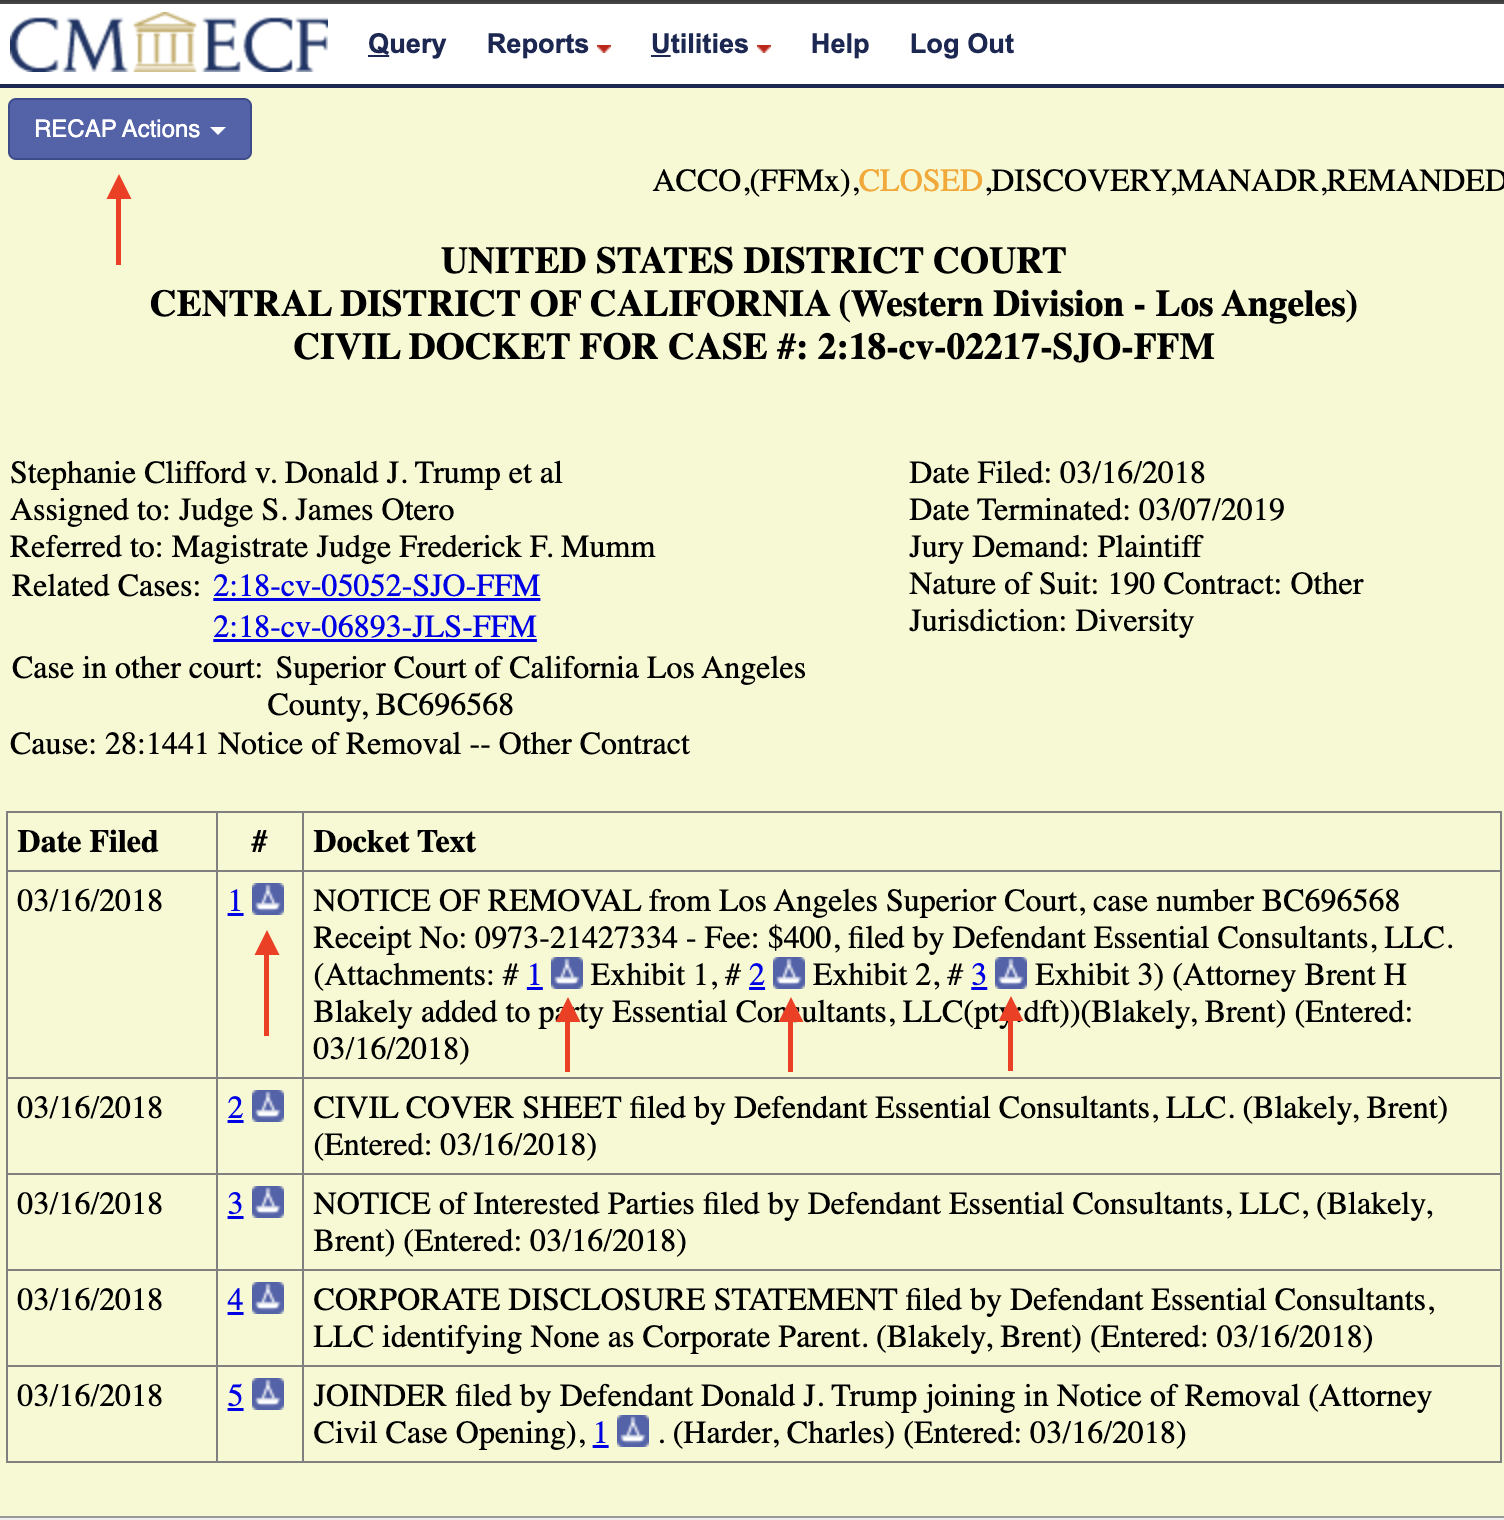 CM ECF Query Reports Utilities Help Log Out
RECAP Actions
ACCO,(FFMx),CLOSED,DISCOVERY,MANADR,REMANDED
UNITED STATES DISTRICT COURT
CENTRAL DISTRICT OF CALIFORNIA (Western Division - Los Angeles)
CIVIL DOCKET FOR CASE #: 2:18-cv-02217-SJO-FFM
Stephanie Clifford v. Donald J. Trump et al
Assigned to: Judge S. James Otero
Referred to: Magistrate Judge Frederick F. Mumm
Related Cases: 2:18-cv-05052-SJO-FFM
2:18-cv-06893-JLS-FFM
Case in other court: Superior Court of California Los Angeles
County, BC696568
Cause: 28:1441 Notice of Removal -- Other Contract
Date Filed: 03/16/2018
Date Terminated: 03/07/2019
Jury Demand: Plaintiff
Nature of Suit: 190 Contract: Other
Jurisdiction: Diversity
Date Filed # Docket Text
03/16/2018 1 NOTICE OF REMOVAL from Los Angeles Superior Court, case number BC696568
Receipt No: 0973-21427334 - Fee: $400, filed by Defendant Essential Consultants, LLC.
(Attachments: # 1 Exhibit 1, # 2 Exhibit 2, # 3 Exhibit 3) (Attorney Brent H
Blakely added to party Essential Consultants, LLC(pty:dft))(Blakely, Brent) (Entered:
03/16/2018)
03/16/2018 2 CIVIL COVER SHEET filed by Defendant Essential Consultants, LLC. (Blakely, Brent)
(Entered: 03/16/2018)
03/16/2018 3 NOTICE of Interested Parties filed by Defendant Essential Consultants, LLC, (Blakely,
Brent) (Entered: 03/16/2018)
03/16/2018 4 CORPORATE DISCLOSURE STATEMENT filed by Defendant Essential Consultants,
LLC identifying None as Corporate Parent. (Blakely, Brent) (Entered: 03/16/2018)
03/16/2018 5 JOINDER filed by Defendant Donald J. Trump joining in Notice of Removal (Attorney
Civil Case Opening), 1 . (Harder, Charles) (Entered: 03/16/2018)